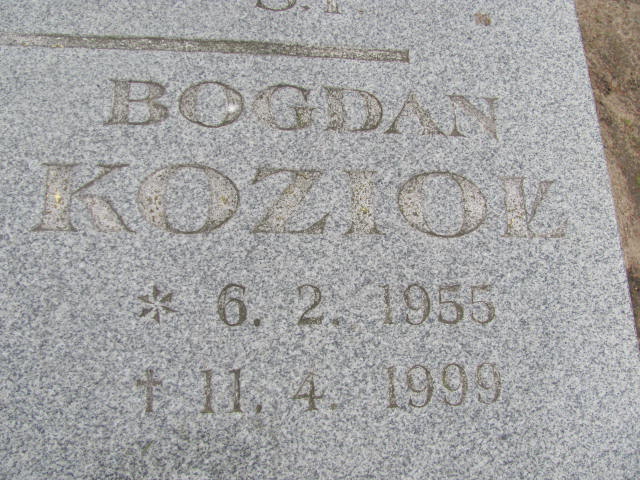 BOGDAN
KOZIOŁ
* 6. 2. 1955
† 11. 4. 1999